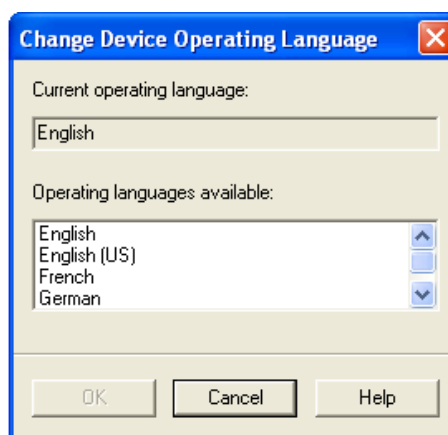 Change Device Operating Language
Current operating language:
English
Operating languages available:
English
English (US)
French
German
OK Cancel Help